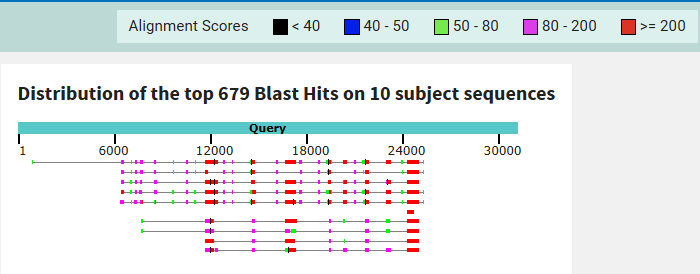 Alignment Scores < 40 40 - 50 50 - 80 80 - 200 >= 200
Distribution of the top 679 Blast Hits on 10 subject sequences
Query
1 6000 12000 18000 24000 30000